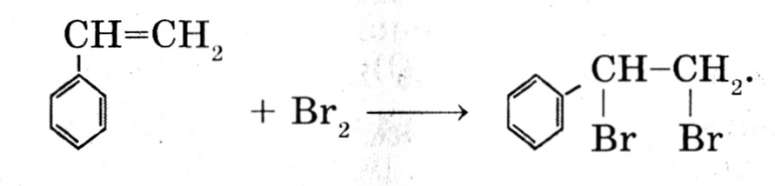 CH=CH₂
+ Br₂ ⟶
CH–CH₂.
Br Br